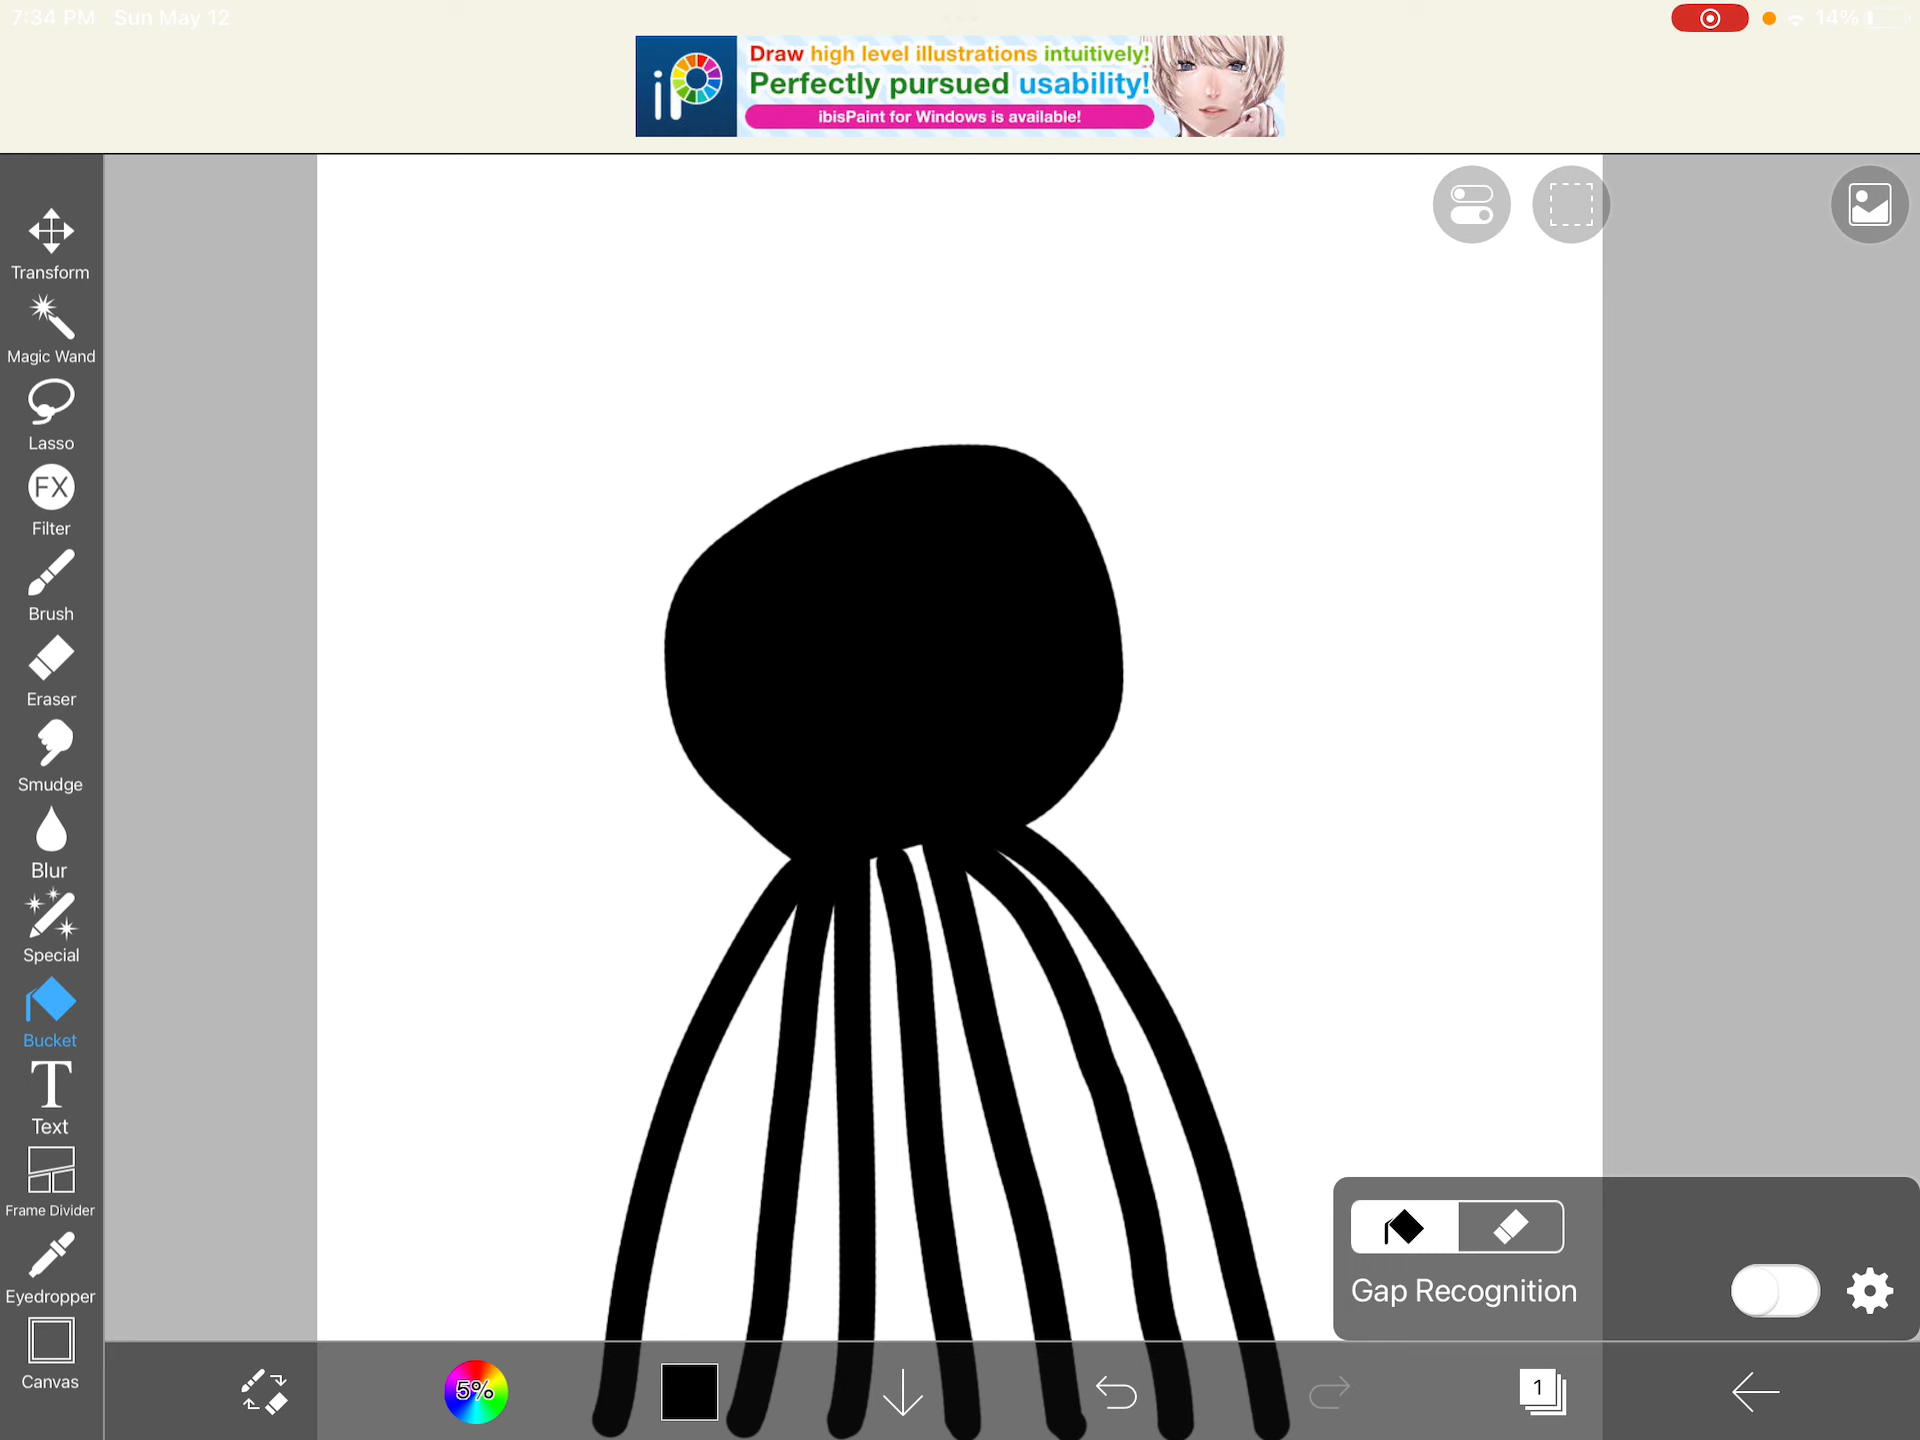 7:34 PM Sun May 12
14%
iP
Draw high level illustrations intuitively!
Perfectly pursued usability!
ibisPaint for Windows is available!
Transform
Magic Wand
Lasso
FX
Filter
Brush
Eraser
Smudge
Blur
Special
Bucket
T
Text
Frame Divider
Eyedropper
Canvas
Gap Recognition
5%
1